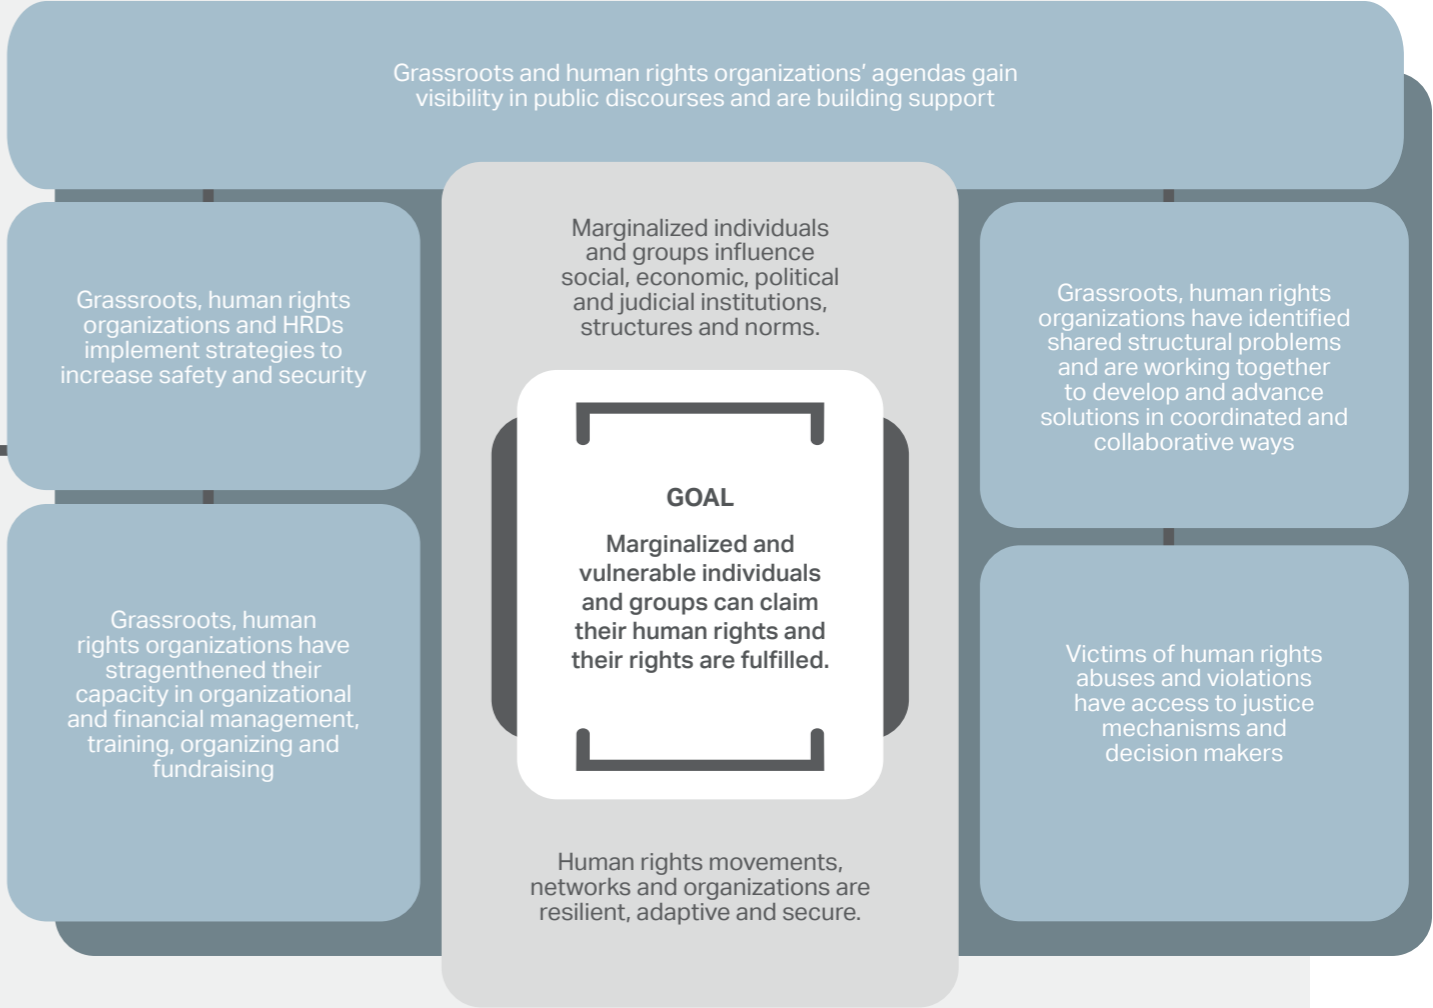 Grassroots and human rights organizations’ agendas gain
visibility in public discourses and are building support
Grassroots, human rights
organizations and HRDs
implement strategies to
increase safety and security
Grassroots, human
rights organizations have
stragenthened their
capacity in organizational
and financial management,
training, organizing and
fundraising
Marginalized individuals
and groups influence
social, economic, political
and judicial institutions,
structures and norms.
GOAL
Marginalized and
vulnerable individuals
and groups can claim
their human rights and
their rights are fulfilled.
Human rights movements,
networks and organizations are
resilient, adaptive and secure.
Grassroots, human rights
organizations have identified
shared structural problems
and are working together
to develop and advance
solutions in coordinated and
collaborative ways
Victims of human rights
abuses and violations
have access to justice
mechanisms and
decision makers